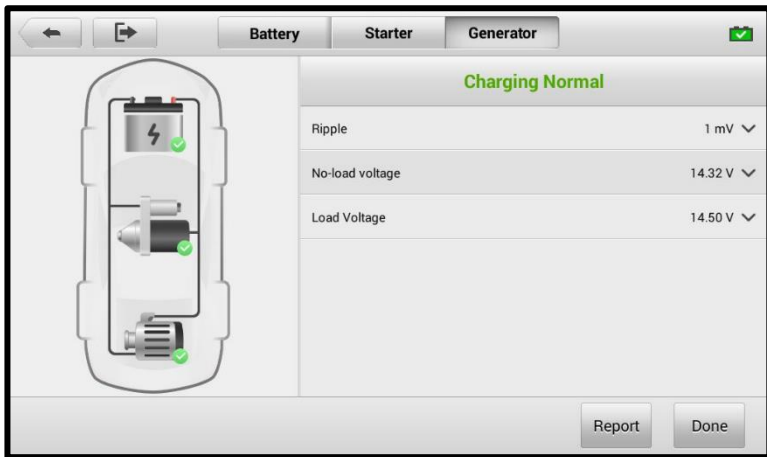 Battery Starter Generator
Charging Normal
Ripple 1 mV
No-load voltage 14.32 V
Load Voltage 14.50 V
Report Done